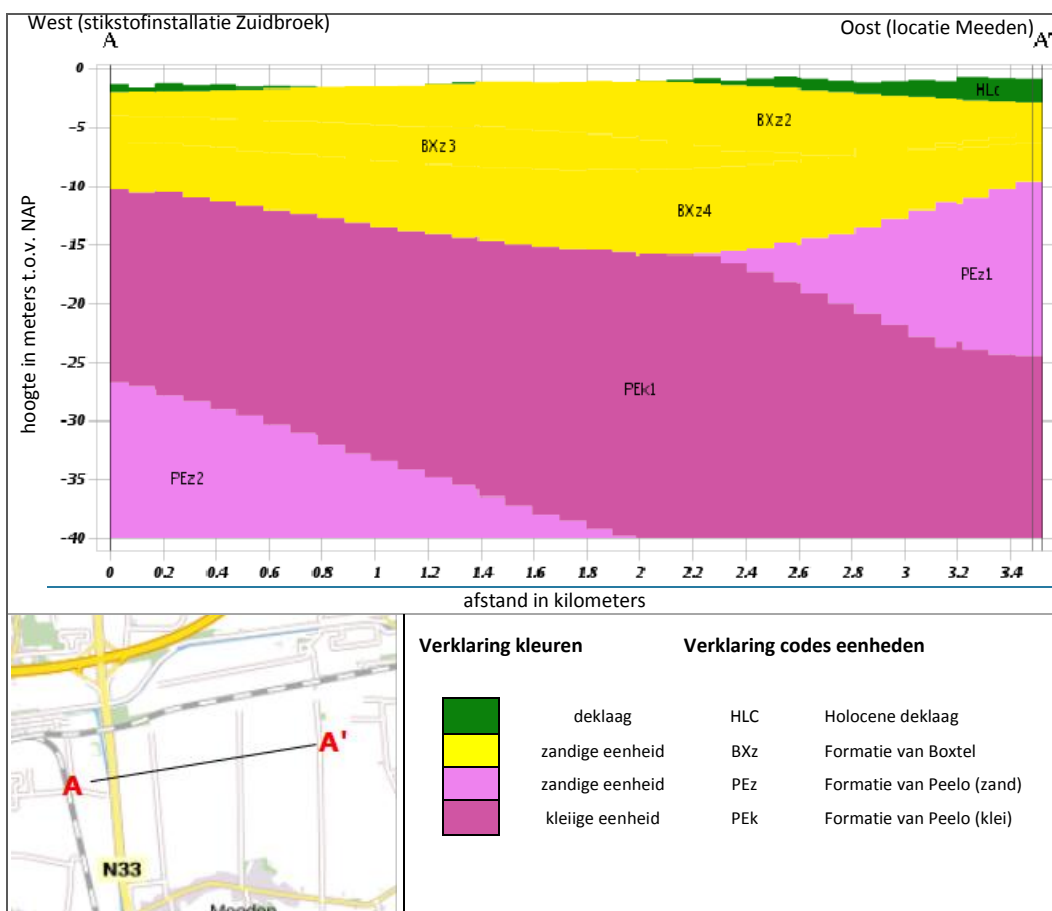 West (stikstofinstallatie Zuidbroek)
Oost (locatie Meeden)
A
A'
0
-5
-10
-15
-20
-25
-30
-35
-40
hoogte in meters t.o.v. NAP
HLc
BXz2
BXz3
BXz4
PEz1
PEk1
PEz2
0 0.2 0.4 0.6 0.8 1 1.2 1.4 1.6 1.8 2 2.2 2.4 2.6 2.8 3 3.2 3.4
afstand in kilometers
A
A'
N33
Meeden
Verklaring kleuren Verklaring codes eenheden
deklaag HLC Holocene deklaag
zandige eenheid BXz Formatie van Boxtel
zandige eenheid PEz Formatie van Peelo (zand)
kleiige eenheid PEk Formatie van Peelo (klei)